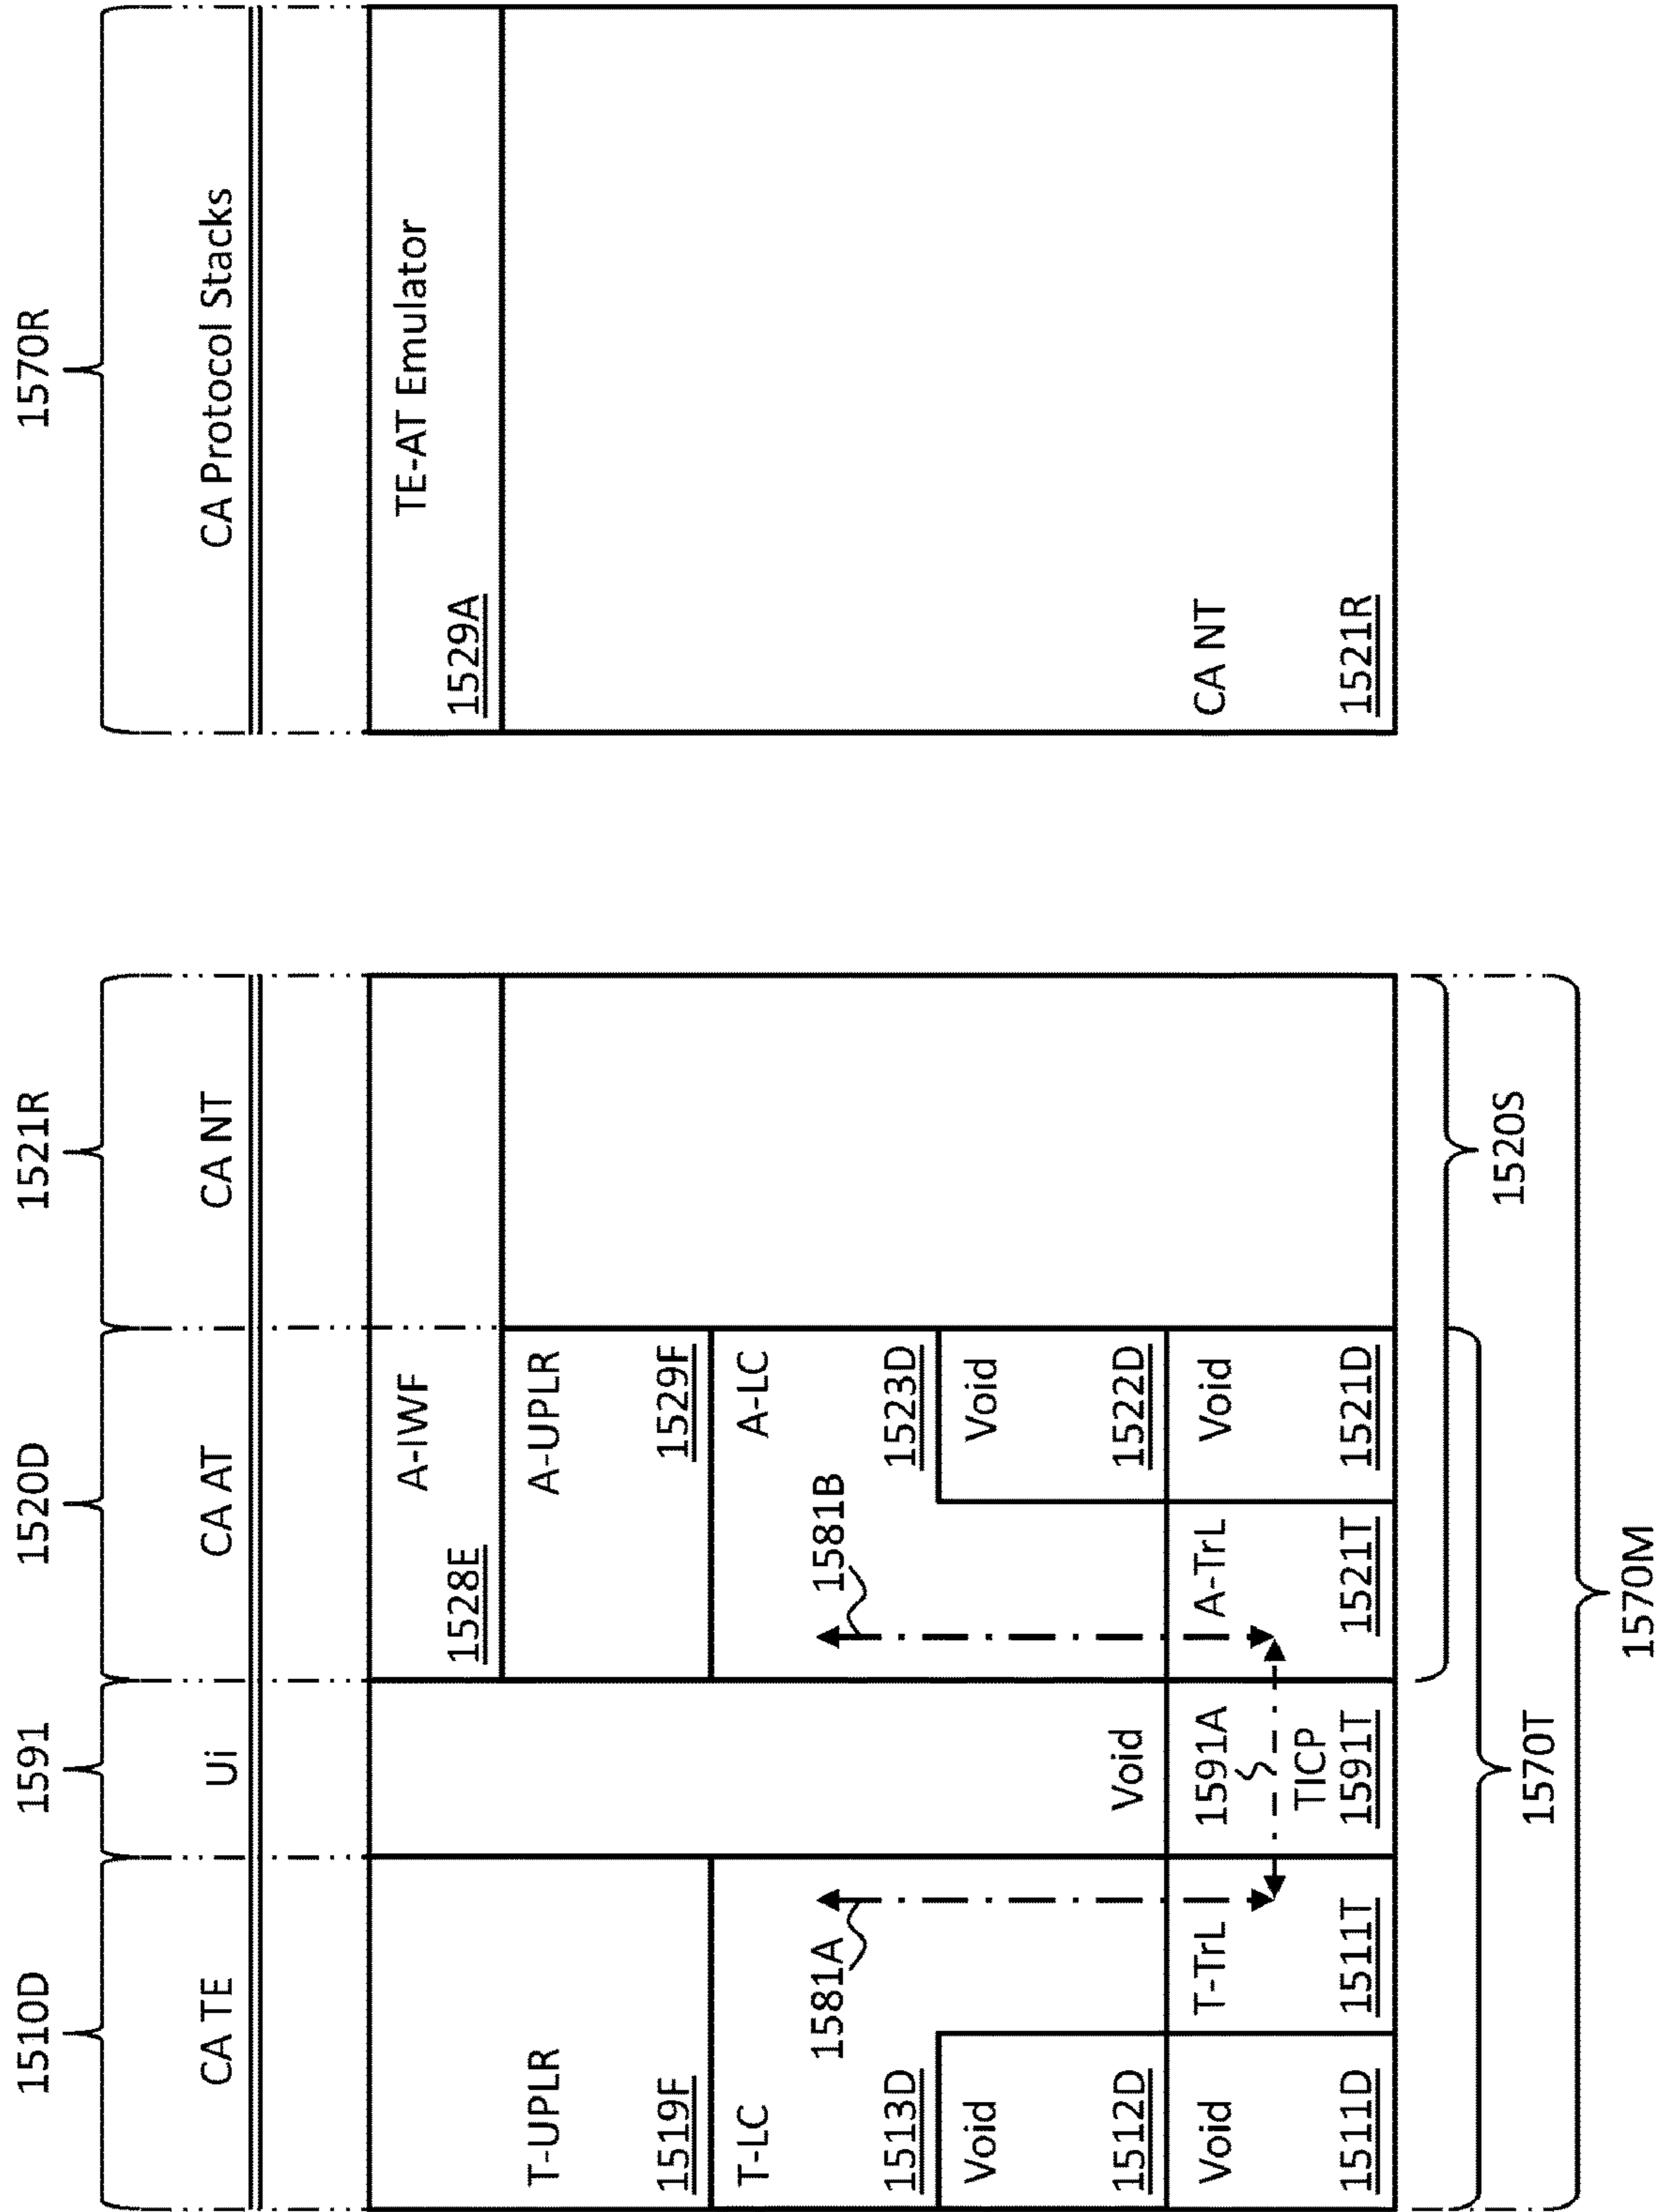 1510D 1591 1520D 1521R 1570R
CA TE Ui CA AT CA NT CA Protocol Stacks
A-IWF TE-AT Emulator
1528E 1529A
T-UPLR A-UPLR
1519F 1529F
T-LC A-LC
1581A 1581B
1513D 1523D
Void Void
1512D Void 1522D
Void T-TrL 1591A A-TrL Void CA NT
TICP
1511D 1511T 1591T 1521T 1521D 1521R
1520S
1570T
1570M